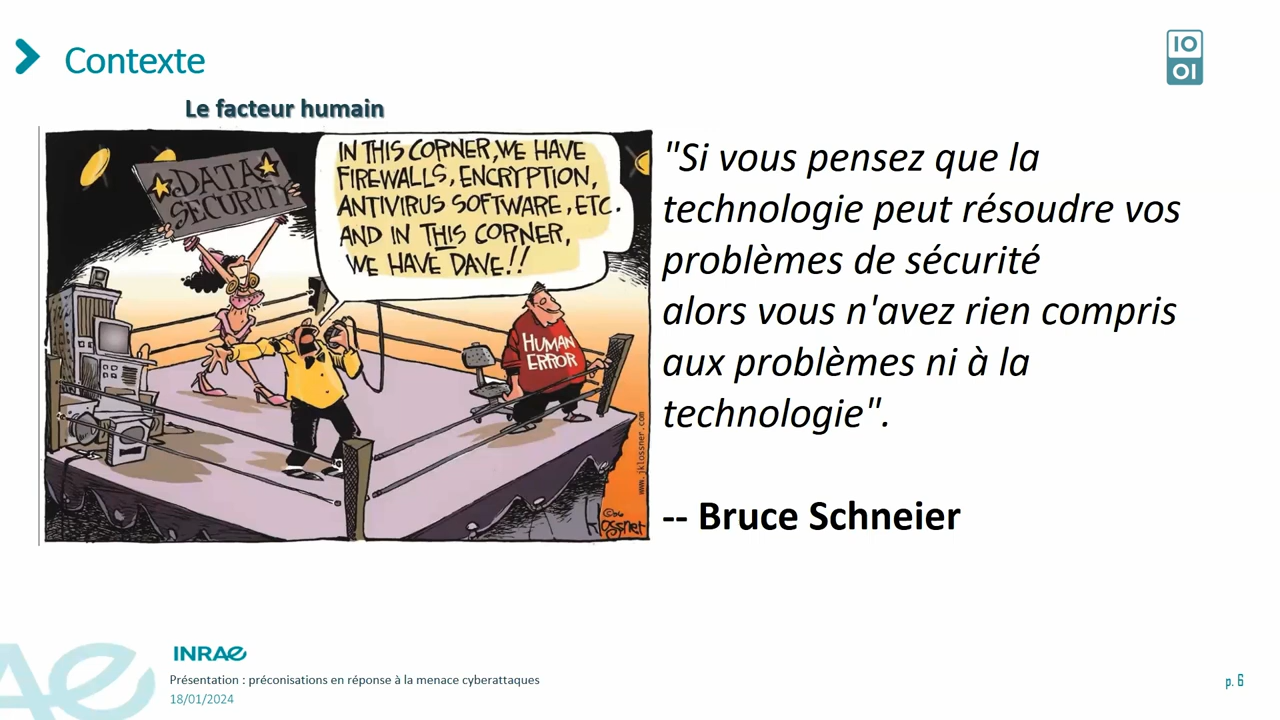 Contexte
IO
OI
Le facteur humain
DATA
SECURITY
IN THIS CORNER, WE HAVE
FIREWALLS, ENCRYPTION,
ANTIVIRUS SOFTWARE, ETC.
AND IN THIS CORNER,
WE HAVE DAVE!!
HUMAN
ERROR
www.jklossner.com
©06
Klossner
"Si vous pensez que la
technologie peut résoudre vos
problèmes de sécurité
alors vous n'avez rien compris
aux problèmes ni à la
technologie".
-- Bruce Schneier
INRAE
Présentation : préconisations en réponse à la menace cyberattaques
18/01/2024
p. 6